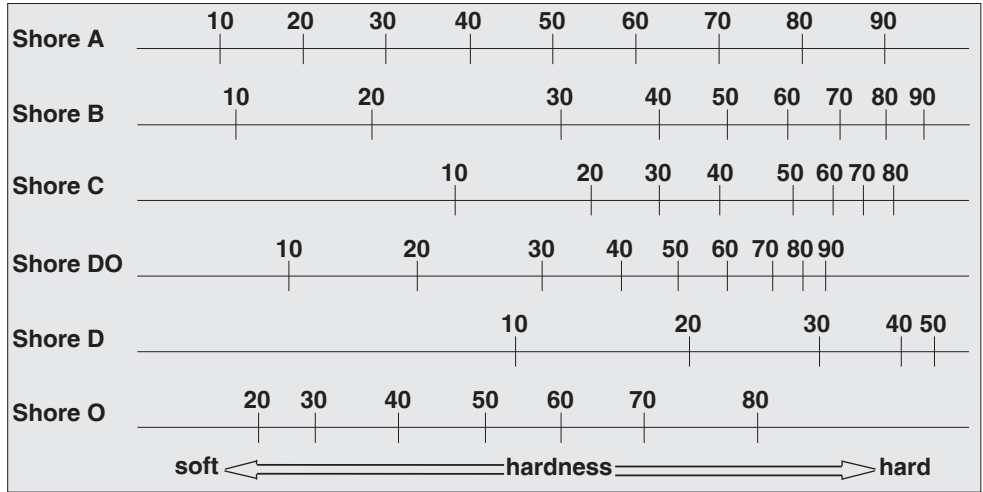 10 20 30 40 50 60 70 80 90
Shore A
10 20 30 40 50 60 70 80 90
Shore B
10 20 30 40 50 60 70 80
Shore C
10 20 30 40 50 60 70 80 90
Shore DO
10 20 30 40 50
Shore D
20 30 40 50 60 70 80
Shore O
soft hardness hard